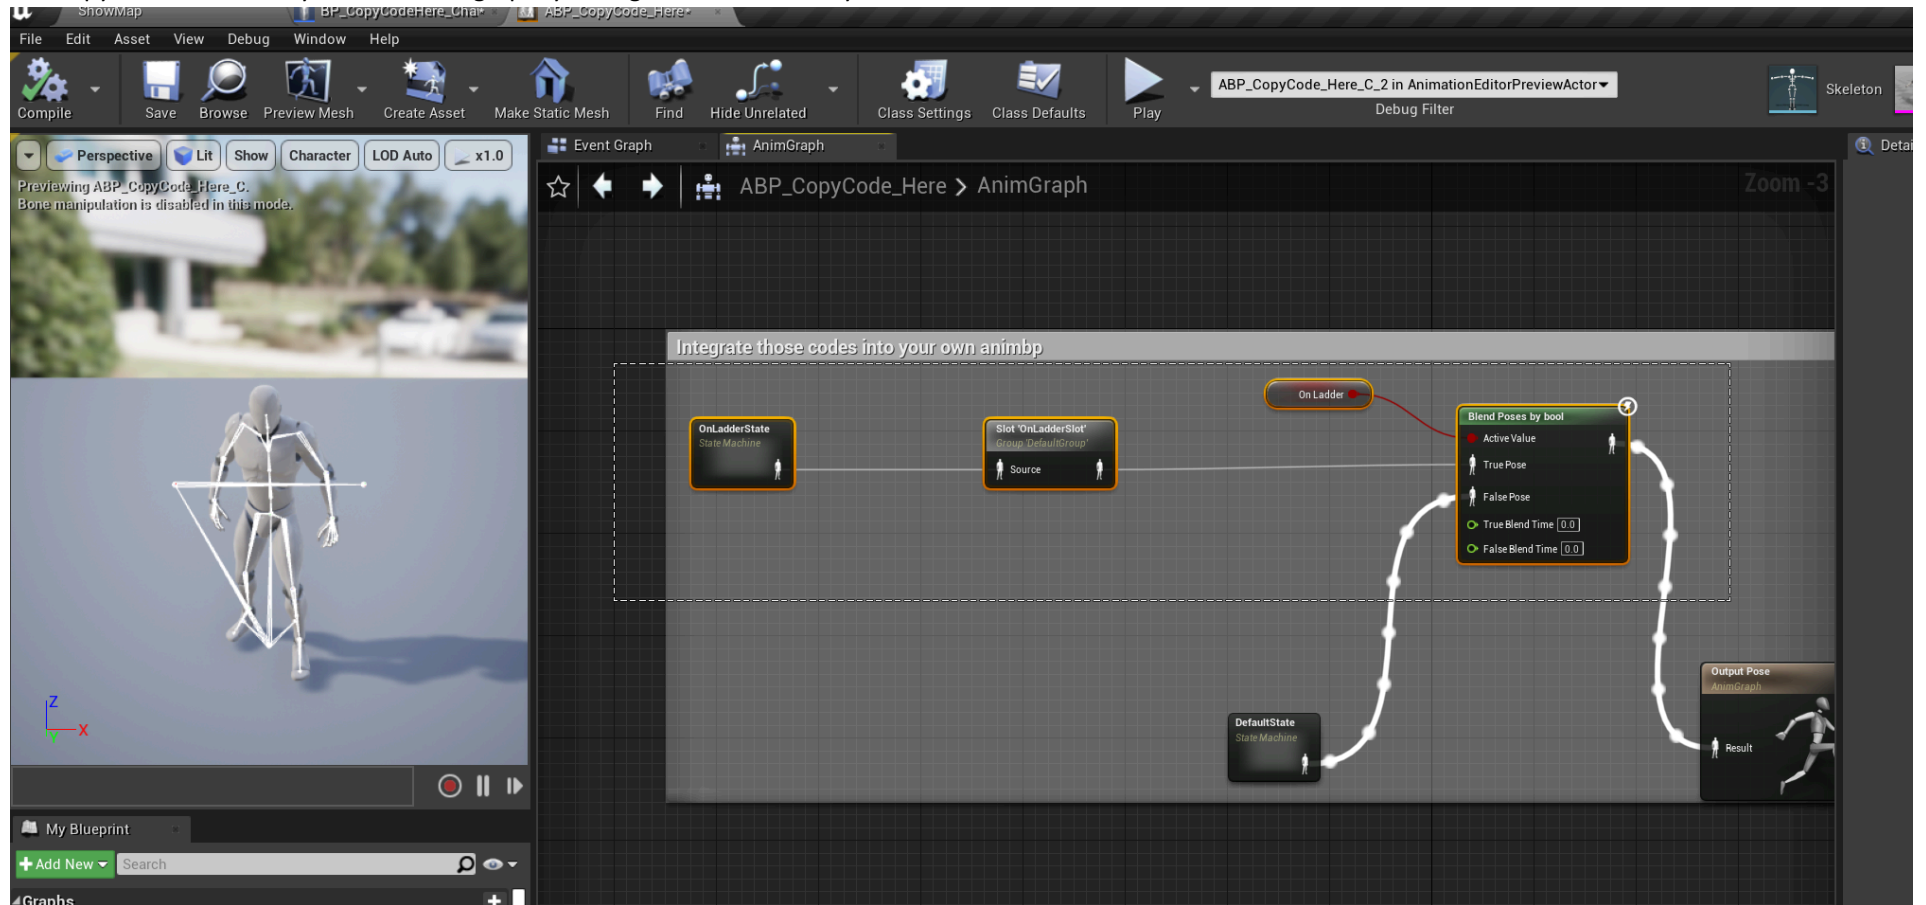 ShowMap
BP_CopyCodeHere_Cha
ABP_CopyCode_Here
File Edit Asset View Debug Window Help
Compile Save Browse Preview Mesh Create Asset Make Static Mesh Find Hide Unrelated Class Settings Class Defaults Play
ABP_CopyCode_Here_C_2 in AnimationEditorPreviewActor
Debug Filter
Skeleton
Perspective Lit Show Character LOD Auto x1.0
Previewing ABP_CopyCode_Here_C.
Bone manipulation is disabled in this mode.
Z
X
Y
Event Graph
AnimGraph
Detai
ABP_CopyCode_Here > AnimGraph
Zoom -3
Integrate those codes into your own animbp
OnLadderState
State Machine
Slot 'OnLadderSlot'
Group 'DefaultGroup'
Source
On Ladder
Blend Poses by bool
Active Value
True Pose
False Pose
True Blend Time 0.0
False Blend Time 0.0
DefaultState
State Machine
Output Pose
AnimGraph
Result
My Blueprint
+ Add New
Search
Graphs